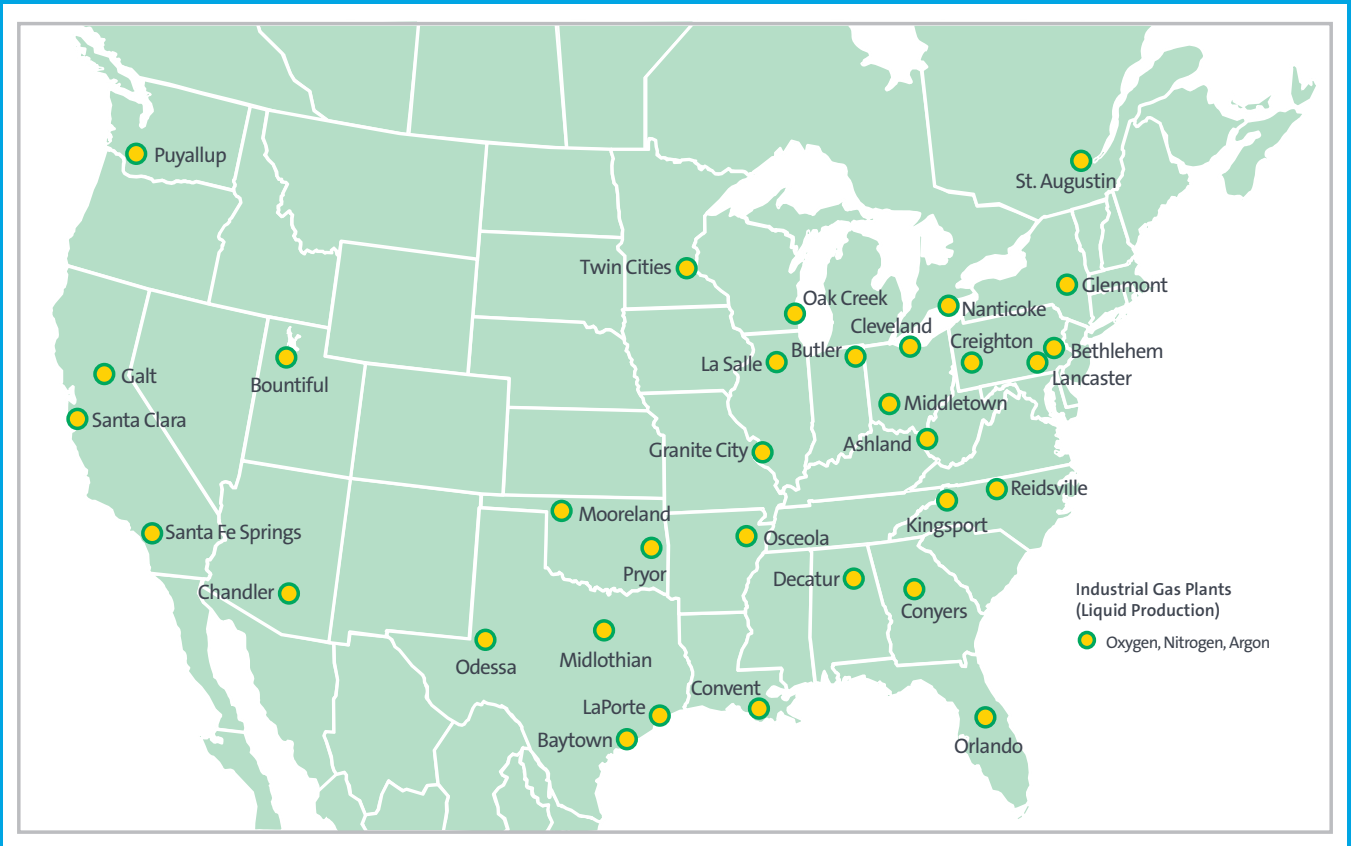 Puyallup
St. Augustin
Twin Cities
Glenmont
Oak Creek
Nanticoke
Cleveland
Creighton
Butler
Bethlehem
La Salle
Lancaster
Galt
Bountiful
Middletown
Santa Clara
Ashland
Granite City
Reidsville
Mooreland
Kingsport
Santa Fe Springs
Osceola
Pryor
Decatur
Chandler
Conyers
Industrial Gas Plants
(Liquid Production)
Oxygen, Nitrogen, Argon
Odessa
Midlothian
Convent
LaPorte
Baytown
Orlando